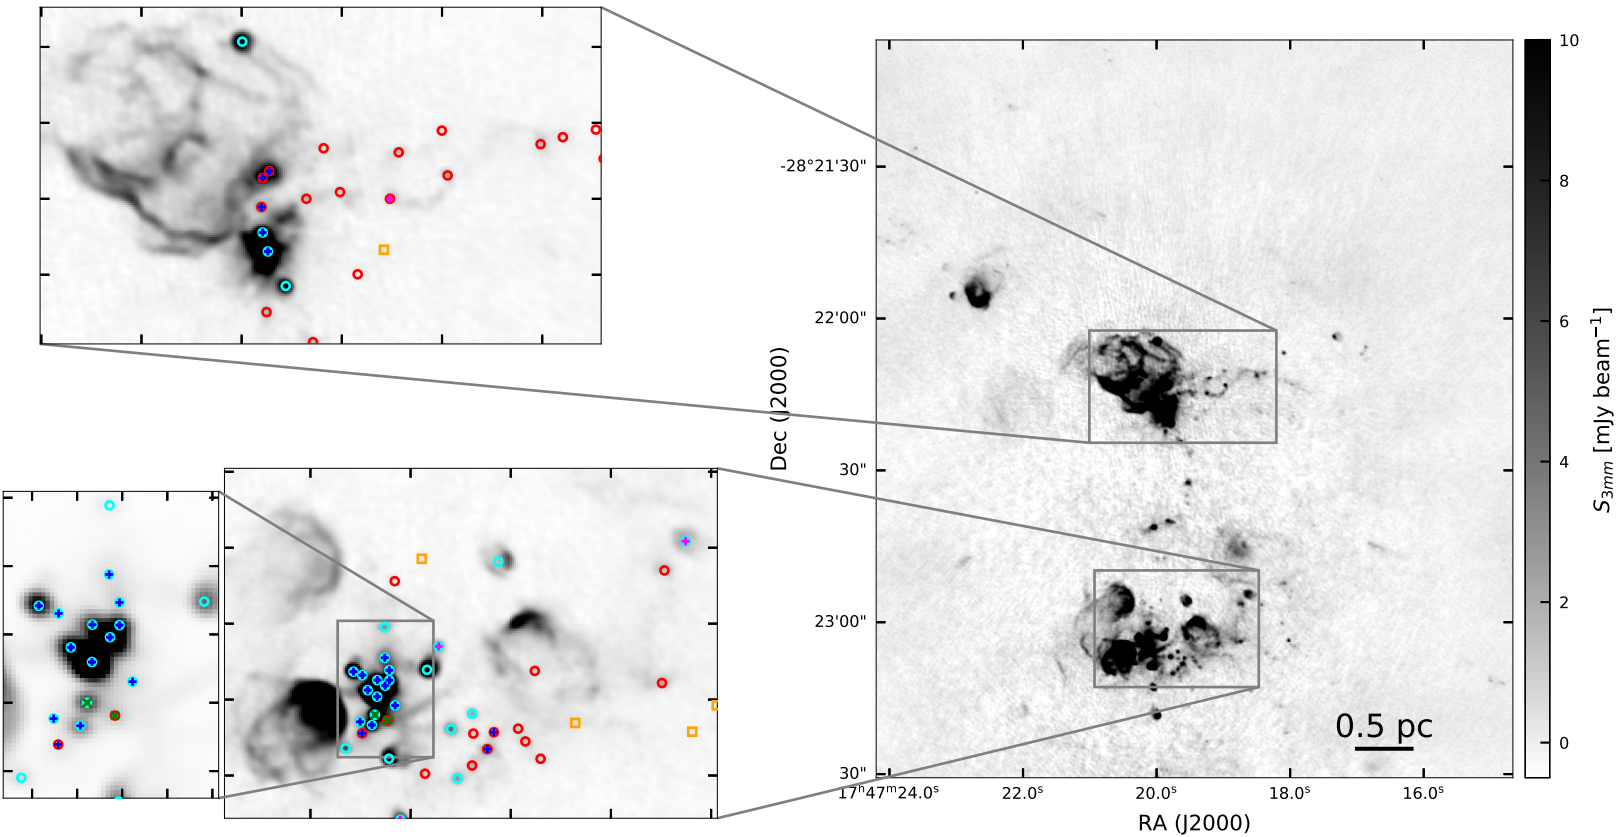 10
8
6
4
2
0
S3mm [mJy beam−1]
-28°21'30"
22'00"
30"
23'00"
30"
Dec (J2000)
0.5 pc
17h47m24.0s 22.0s 20.0s 18.0s 16.0s
RA (J2000)